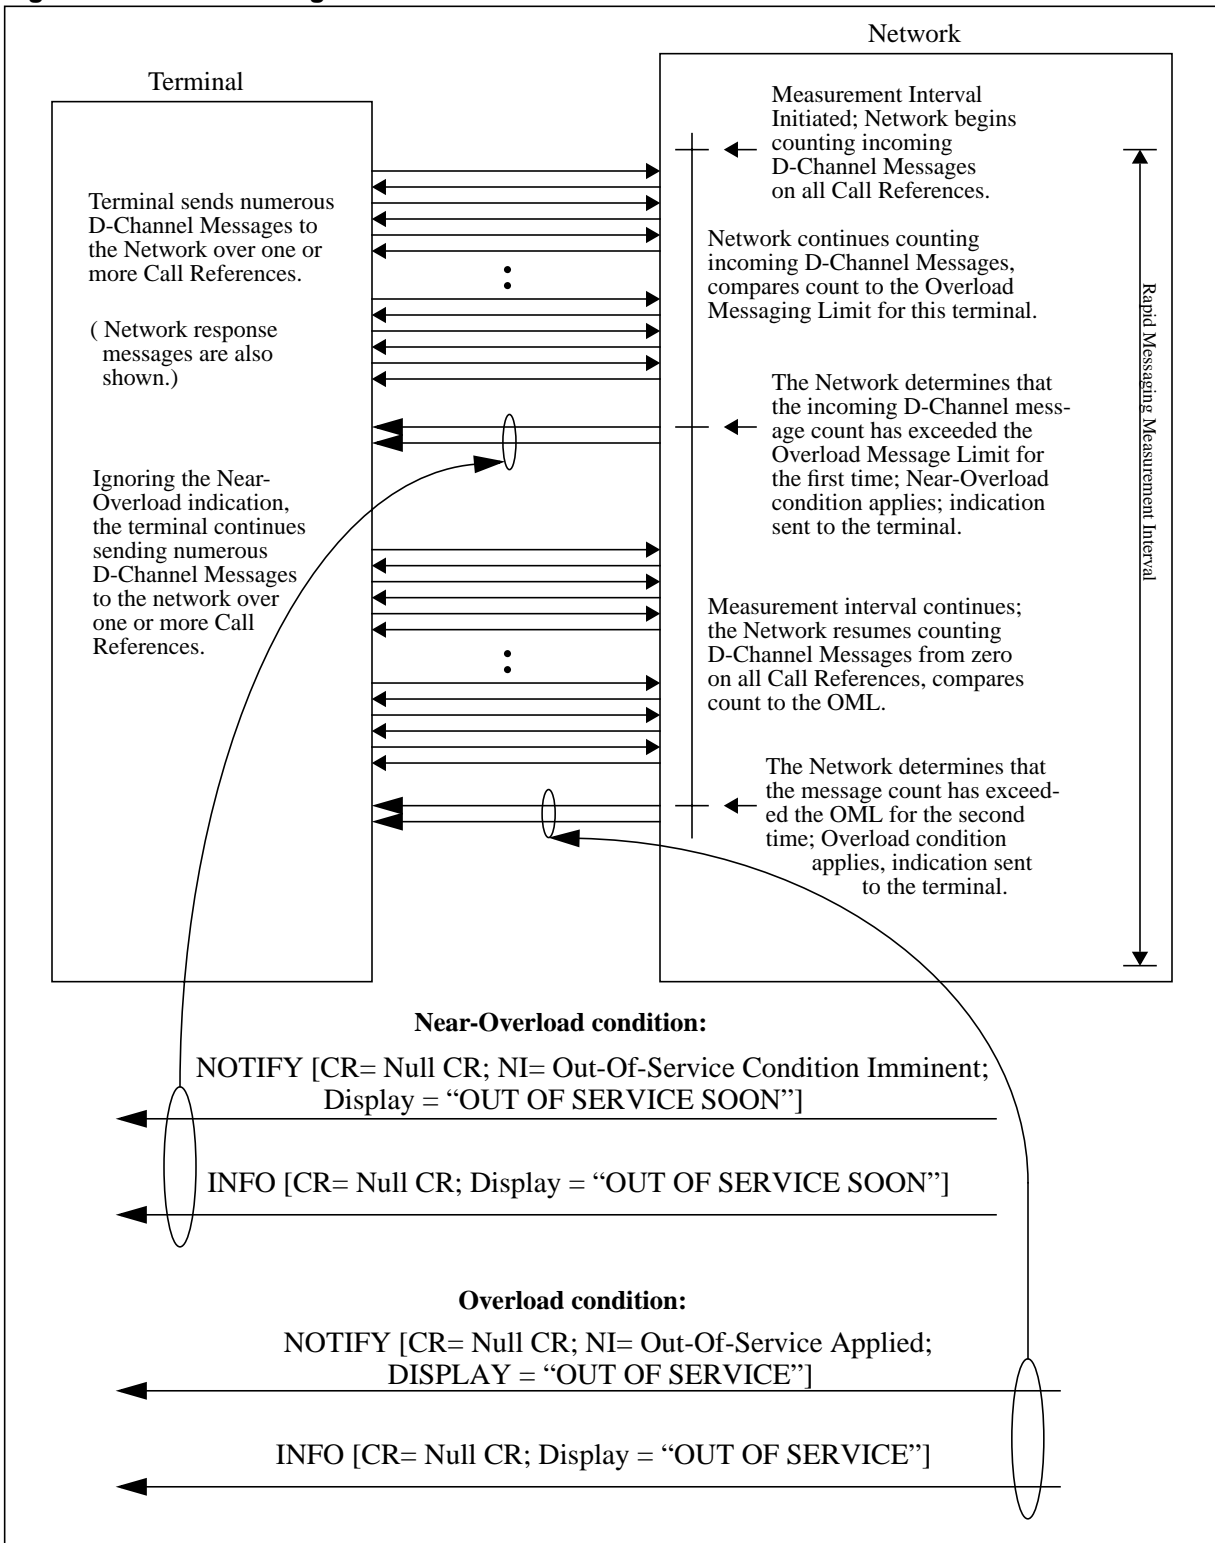 Network
Terminal
Measurement Interval
Initiated; Network begins
counting incoming
D-Channel Messages
on all Call References.
Terminal sends numerous
D-Channel Messages to
the Network over one or
more Call References.
( Network response
messages are also
shown.)
Network continues counting
incoming D-Channel Messages,
compares count to the Overload
Messaging Limit for this terminal.
Rapid Messaging Measurement Interval
The Network determines that
the incoming D-Channel mess-
age count has exceeded the
Overload Message Limit for
the first time; Near-Overload
condition applies; indication
sent to the terminal.
Ignoring the Near-
Overload indication,
the terminal continues
sending numerous
D-Channel Messages
to the network over
one or more Call
References.
Measurement interval continues;
the Network resumes counting
D-Channel Messages from zero
on all Call References, compares
count to the OML.
The Network determines that
the message count has exceed-
ed the OML for the second
time; Overload condition
applies, indication sent
to the terminal.
Near-Overload condition:
NOTIFY [CR= Null CR; NI= Out-Of-Service Condition Imminent;
Display = “OUT OF SERVICE SOON”]
INFO [CR= Null CR; Display = “OUT OF SERVICE SOON”]
Overload condition:
NOTIFY [CR= Null CR; NI= Out-Of-Service Applied;
DISPLAY = “OUT OF SERVICE”]
INFO [CR= Null CR; Display = “OUT OF SERVICE”]